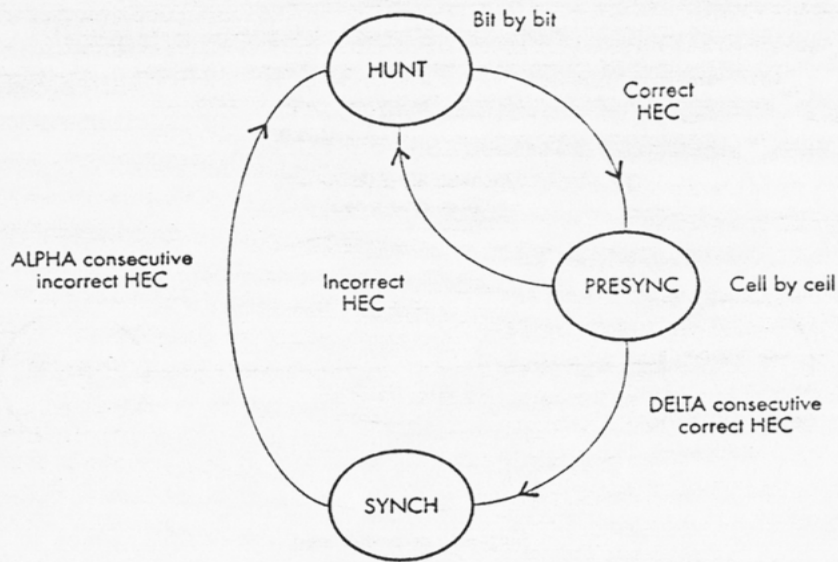 Bit by bit
HUNT
Correct
HEC
ALPHA consecutive
incorrect HEC
Incorrect
HEC
PRESYNC
Cell by cell
DELTA consecutive
correct HEC
SYNCH